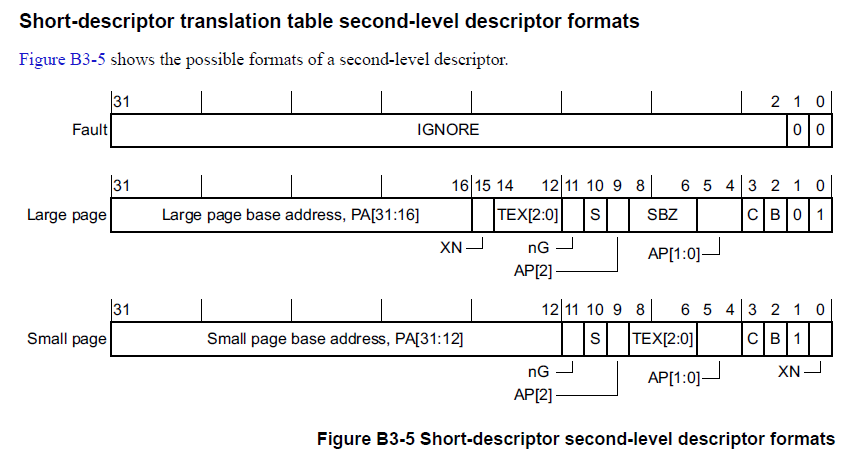 Short-descriptor translation table second-level descriptor formats
Figure B3-5 shows the possible formats of a second-level descriptor.
31 2 1 0
Fault IGNORE 0 0
31 16 15 14 12 11 10 9 8 6 5 4 3 2 1 0
Large page Large page base address, PA[31:16] TEX[2:0] S SBZ C B 0 1
XN nG AP[1:0]
AP[2]
31 12 11 10 9 8 6 5 4 3 2 1 0
Small page Small page base address, PA[31:12] S TEX[2:0] C B 1
nG AP[1:0] XN
AP[2]
Figure B3-5 Short-descriptor second-level descriptor formats